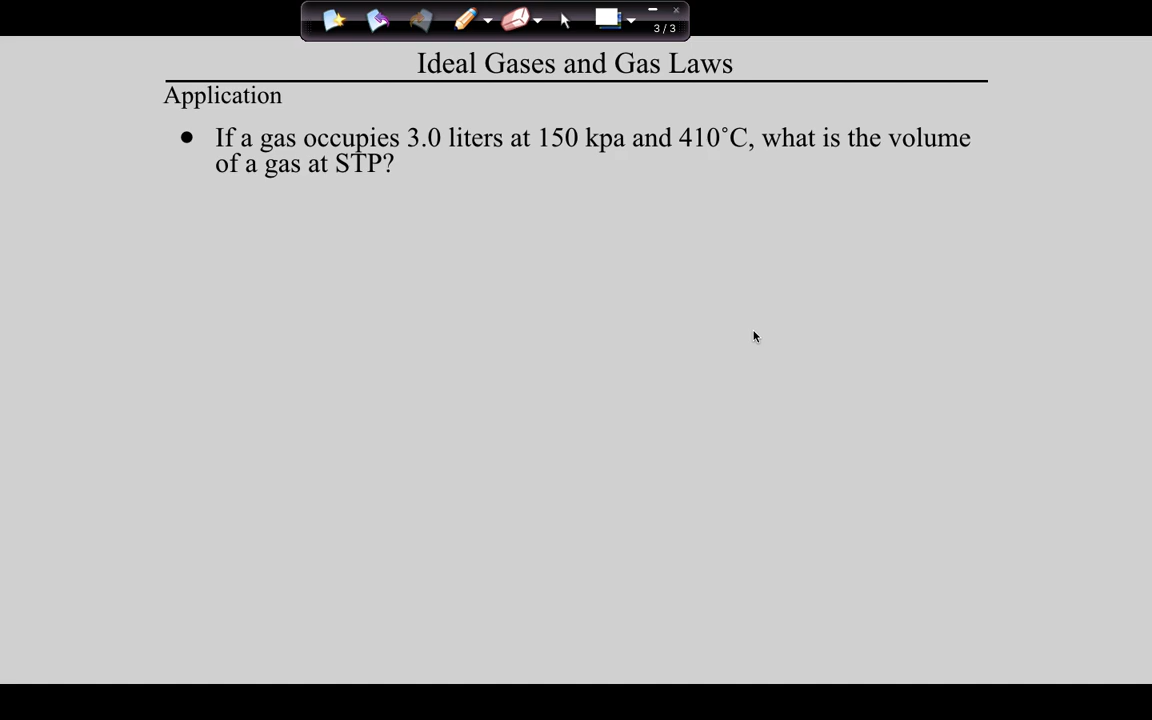 3 / 3
Ideal Gases and Gas Laws
Application
● If a gas occupies 3.0 liters at 150 kpa and 410˚C, what is the volume
of a gas at STP?